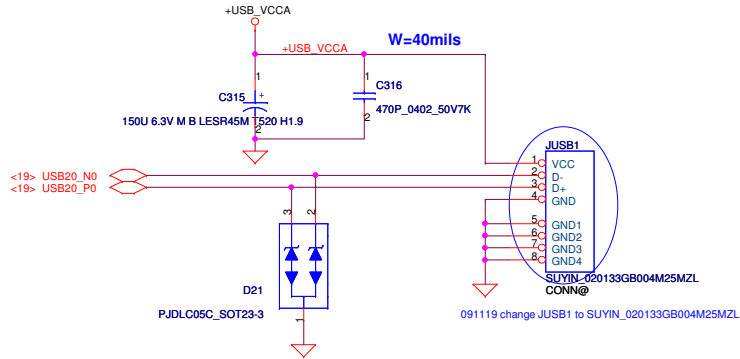 +USB_VCCA
+USB_VCCA
W=40mils
1
C315
+
150U 6.3V M B LESR45M T520 H1.9
2
1
C316
470P_0402_50V7K
2
JUSB1
1 VCC
2 D-
3 D+
4 GND
5 GND1
6 GND2
7 GND3
8 GND4
SUYIN_020133GB004M25MZL
CONN@
<19> USB20_N0
<19> USB20_P0
3
2
D21
PJDLC05C_SOT23-3
1
091119 change JUSB1 to SUYIN_020133GB004M25MZL